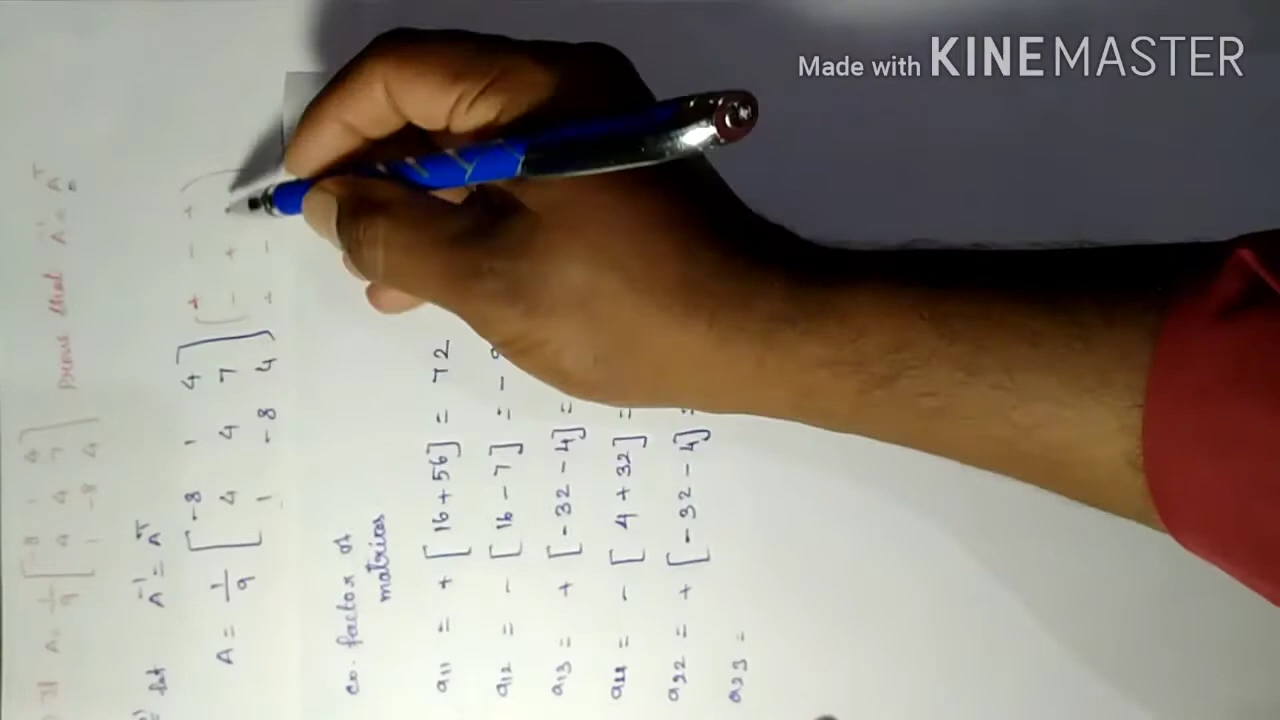 Made with KINEMASTER
A = 1/9 [ -8 1 4
4 4 7
1 -8 4 ] prove that A⁻¹ = Aᵀ
let A⁻¹ = Aᵀ
A = 1/9 [ -8 1 4
4 4 7
1 -8 4 ] [ + - +
- +
+ -
co. factor of
matrices
a11 = + [ 16 + 56 ] = 72
a12 = - [ 16 - 7 ] = -
a13 = + [ -32 - 4 ] =
= - [ 4 + 32 ] =
a22 = + [ -32 - 4 ] =
a23 =